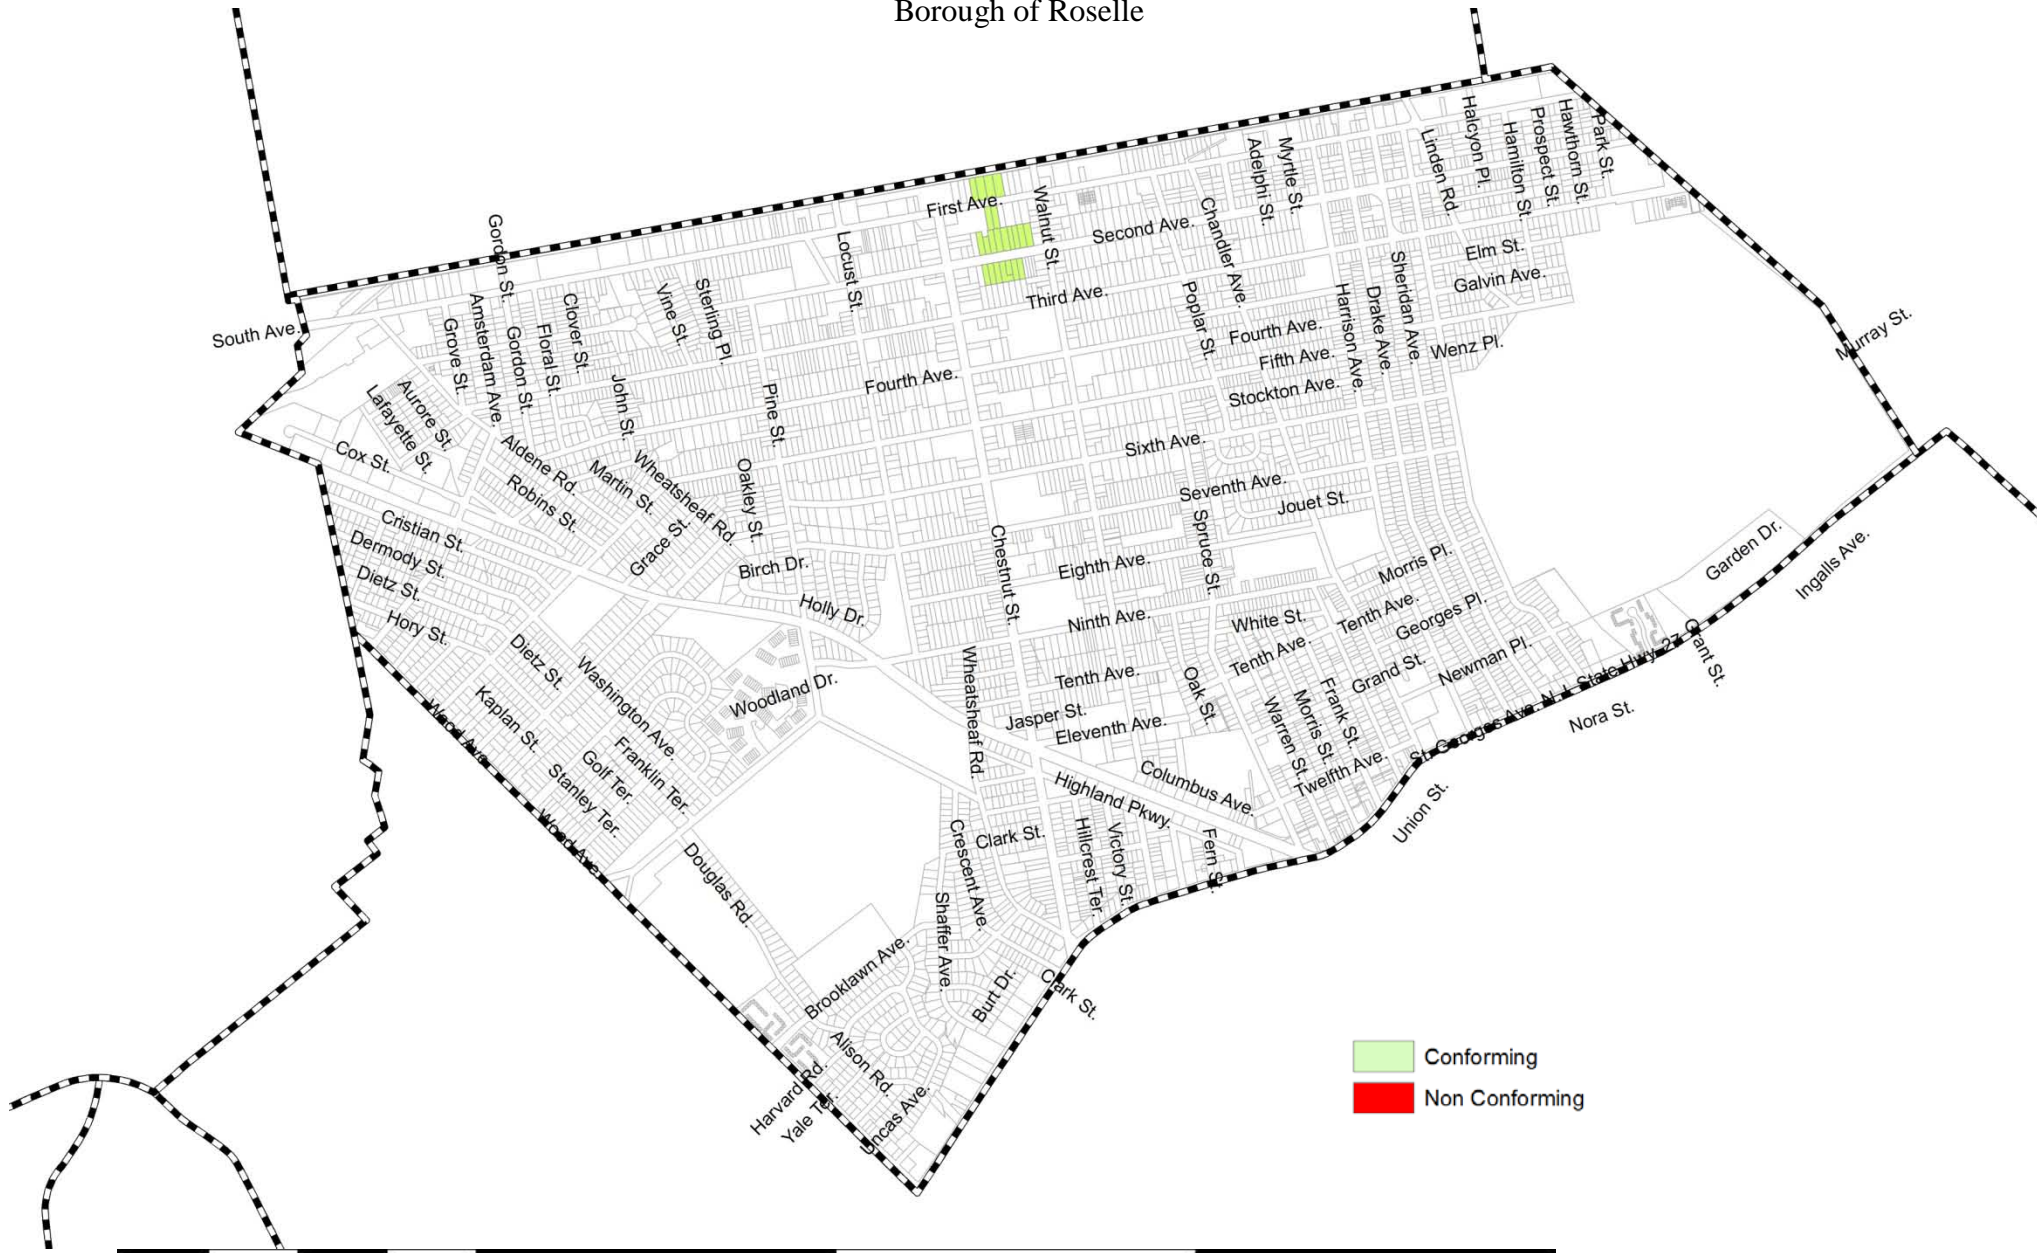 Borough of Roselle
Halcyon Pl.
Hawthorn St.
Prospect St.
Park St.
Hamilton St.
Linden Rd.
Myrtle St.
Adelphi St.
Walnut St.
First Ave.
Chandler Ave.
Second Ave.
Gordon St.
Locust St.
Elm St.
Sheridan Ave.
Galvin Ave.
Third Ave.
Sterling Pl.
Vine St.
Poplar St.
Harrison Ave.
Drake Ave.
Clover St.
Amsterdam Ave.
South Ave.
Grove St.
Gordon St.
Floral St.
Fourth Ave.
Murray St.
Wenz Pl.
Fifth Ave.
John St.
Fourth Ave.
Pine St.
Stockton Ave.
Aurore St.
Lafayette St.
Sixth Ave.
Cox St.
Aldene Rd.
Martin St.
Wheatsheaf Rd.
Oakley St.
Robins St.
Seventh Ave.
Jouet St.
Cristian St.
Grace St.
Chestnut St.
Spruce St.
Garden Dr.
Dermody St.
Birch Dr.
Eighth Ave.
Morris Pl.
Ingalls Ave.
Dietz St.
Holly Dr.
Ninth Ave.
White St.
Tenth Ave.
Georges Pl.
Hory St.
Dietz St.
Washington Ave.
Wheatsheaf Rd.
Tenth Ave.
Tenth Ave.
Newman Pl.
Grant St.
Woodland Dr.
Oak St.
Grand St.
St. Georges Ave. N.J. State Hwy. 27
Kaplan St.
Wood Ave.
Jasper St.
Eleventh Ave.
Warren St.
Morris St.
Frank St.
Nora St.
Franklin Ter.
Golf Ter.
Stanley Ter.
Columbus Ave.
Highland Pkwy.
Twelfth Ave.
Union St.
Wood Ave.
Douglas Rd.
Crescent Ave.
Clark St.
Hillcrest Ter.
Victory St.
Fern St.
Shaffer Ave.
Brooklawn Ave.
Burt Dr.
Clark St.
Alison Rd.
Harvard Rd.
Yale Ter.
Conforming
Non Conforming